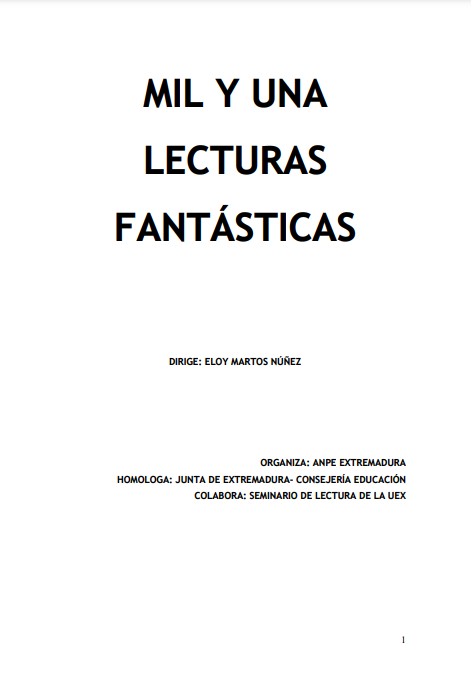 MIL Y UNA
LECTURAS
FANTÁSTICAS
DIRIGE: ELOY MARTOS NÚÑEZ
ORGANIZA: ANPE EXTREMADURA
HOMOLOGA: JUNTA DE EXTREMADURA- CONSEJERÍA EDUCACIÓN
COLABORA: SEMINARIO DE LECTURA DE LA UEX
1